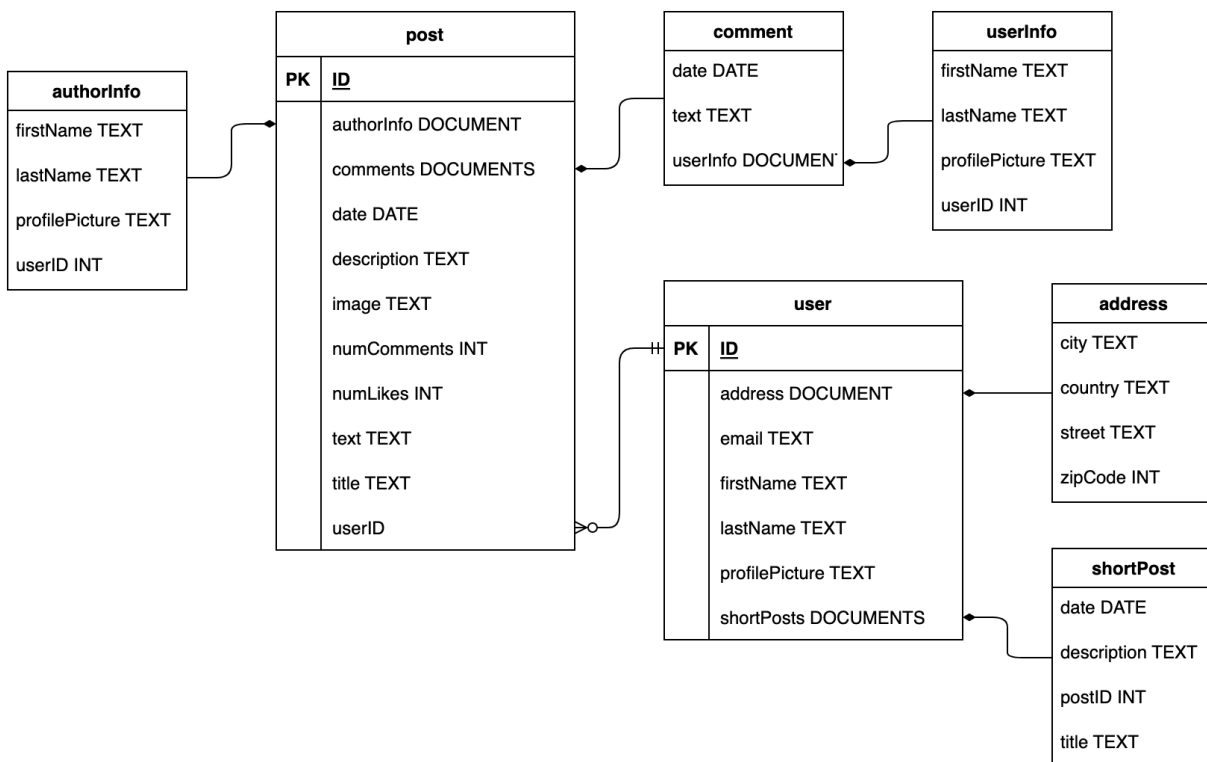 authorInfo
firstName TEXT
lastName TEXT
profilePicture TEXT
userID INT
post
PK ID
authorInfo DOCUMENT
comments DOCUMENTS
date DATE
description TEXT
image TEXT
numComments INT
numLikes INT
text TEXT
title TEXT
userID
comment
date DATE
text TEXT
userInfo DOCUMENT
userInfo
firstName TEXT
lastName TEXT
profilePicture TEXT
userID INT
user
PK ID
address DOCUMENT
email TEXT
firstName TEXT
lastName TEXT
profilePicture TEXT
shortPosts DOCUMENTS
address
city TEXT
country TEXT
street TEXT
zipCode INT
shortPost
date DATE
description TEXT
postID INT
title TEXT